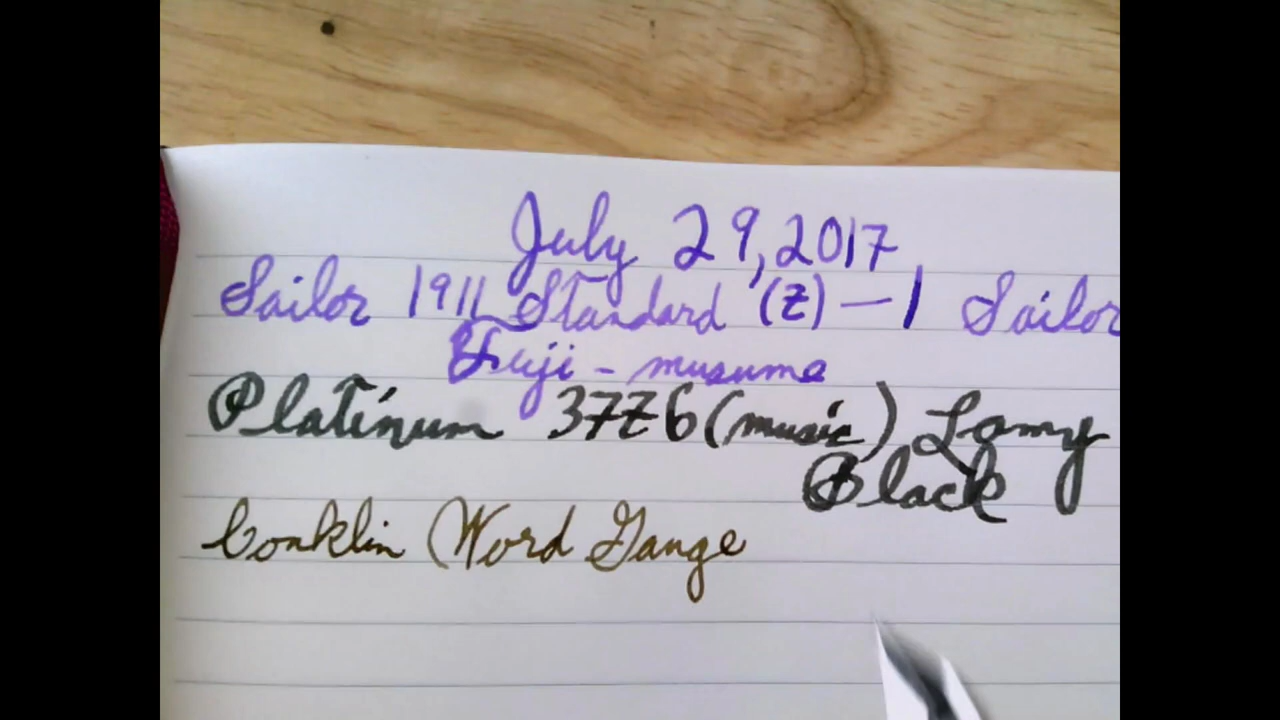 July 29, 2017
Sailor 1911 Standard (Z) - 1 Sailor
Fuji - musume
Platinum 3776 (music) Lamy
Black
Conklin Word Gauge